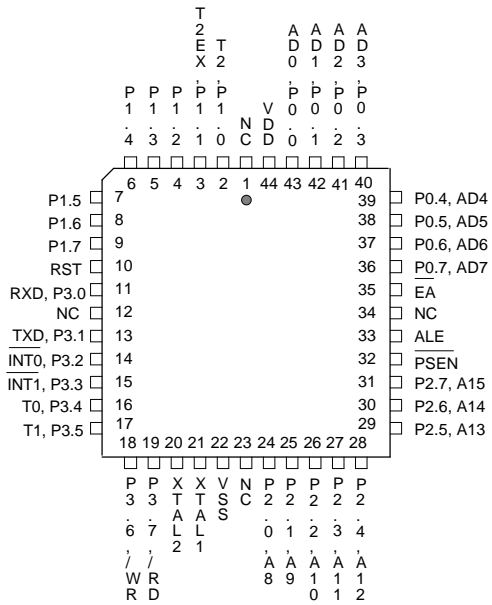 P1.4
P1.3
P1.2
T2EX,P1.1
T2,P1.0
NC
VDD
AD0,P0.0
AD1,P0.1
AD2,P0.2
AD3,P0.3
6
5
4
3
2
1
44
43
42
41
40
P1.5 7
P1.6 8
P1.7 9
RST 10
RXD, P3.0 11
NC 12
TXD, P3.1 13
INT0, P3.2 14
INT1, P3.3 15
T0, P3.4 16
T1, P3.5 17
39 P0.4, AD4
38 P0.5, AD5
37 P0.6, AD6
36 P0.7, AD7
35 EA
34 NC
33 ALE
32 PSEN
31 P2.7, A15
30 P2.6, A14
29 P2.5, A13
18
19
20
21
22
23
24
25
26
27
28
P3.6,/WR
P3.7,/RD
XTAL2
XTAL1
VSS
NC
P2.0,A8
P2.1,A9
P2.2,A10
P2.3,A11
P2.4,A12